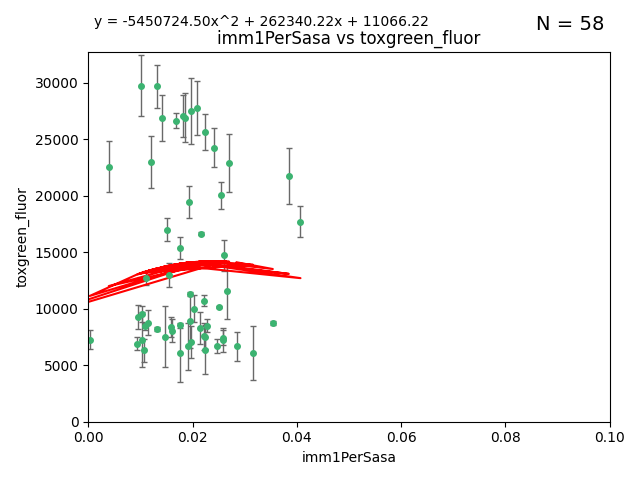 y = -5450724.50x^2 + 262340.22x + 11066.22
N = 58
imm1PerSasa vs toxgreen_fluor
30000
25000
20000
15000
10000
5000
0
toxgreen_fluor
0.00 0.02 0.04 0.06 0.08 0.10
imm1PerSasa